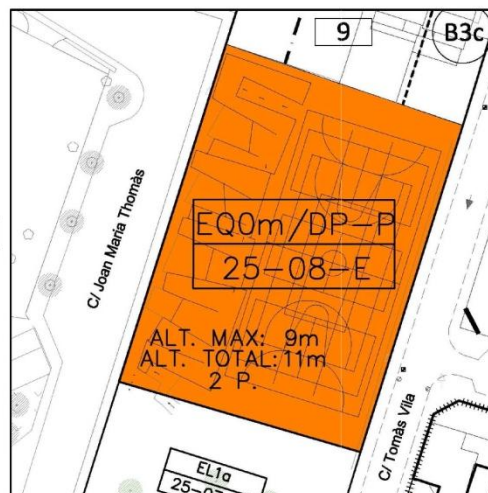 9
B3c
C/ Joan Maria Thomàs
EQ0m/DP-P
25-08-E
ALT. MAX: 9m
ALT. TOTAL: 11m
2 P.
C/ Tomàs Vila
EL1a